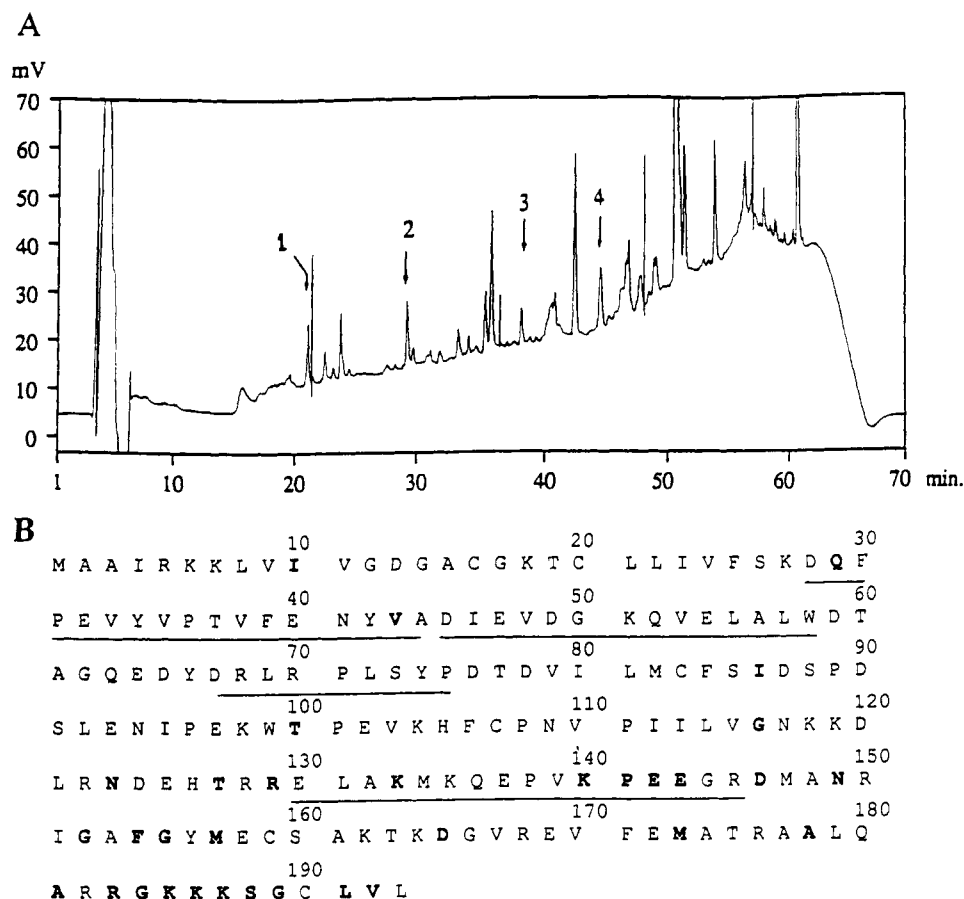 A
mV
70
60
50
40
30
20
10
0
1 2 3 4
1 10 20 30 40 50 60 70 min.
B
10 20 30
M A A I R K K L V I V G D G A C G K T C L L I V F S K D Q F
40 50 60
P E V Y V P T V F E N Y V A D I E V D G K Q V E L A L W D T
70 80 90
A G Q E D Y D R L R P L S Y P D T D V I L M C F S I D S P D
100 110 120
S L E N I P E K W T P E V K H F C P N V P I I L V G N K K D
130 140 150
L R N D E H T R R E L A K M K Q E P V K P E E G R D M A N R
160 170 180
I G A F G Y M E C S A K T K D G V R E V F E M A T R A A L Q
190
A R R G K K K S G C L V L